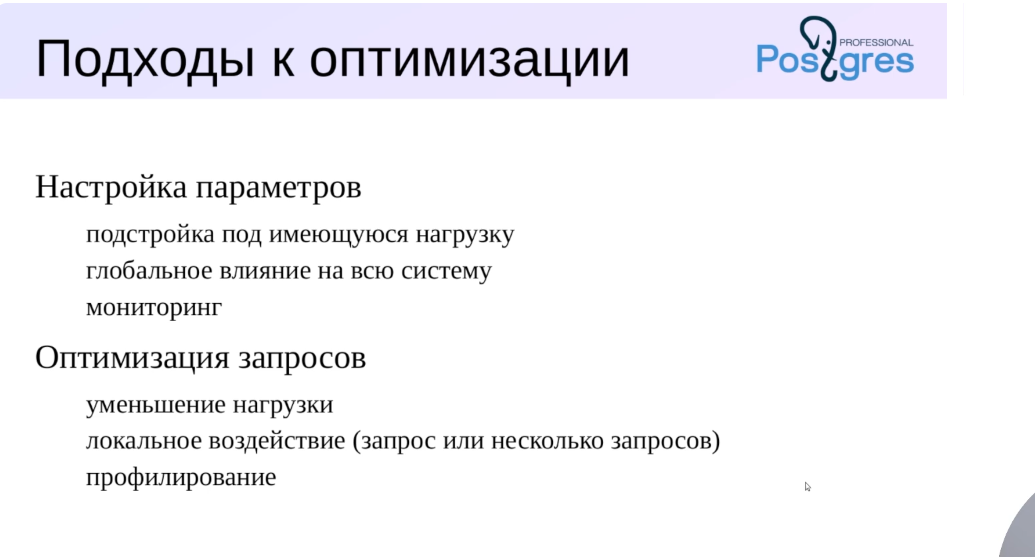 Подходы к оптимизации
PROFESSIONAL
Postgres
Настройка параметров
подстройка под имеющуюся нагрузку
глобальное влияние на всю систему
мониторинг
Оптимизация запросов
уменьшение нагрузки
локальное воздействие (запрос или несколько запросов)
профилирование